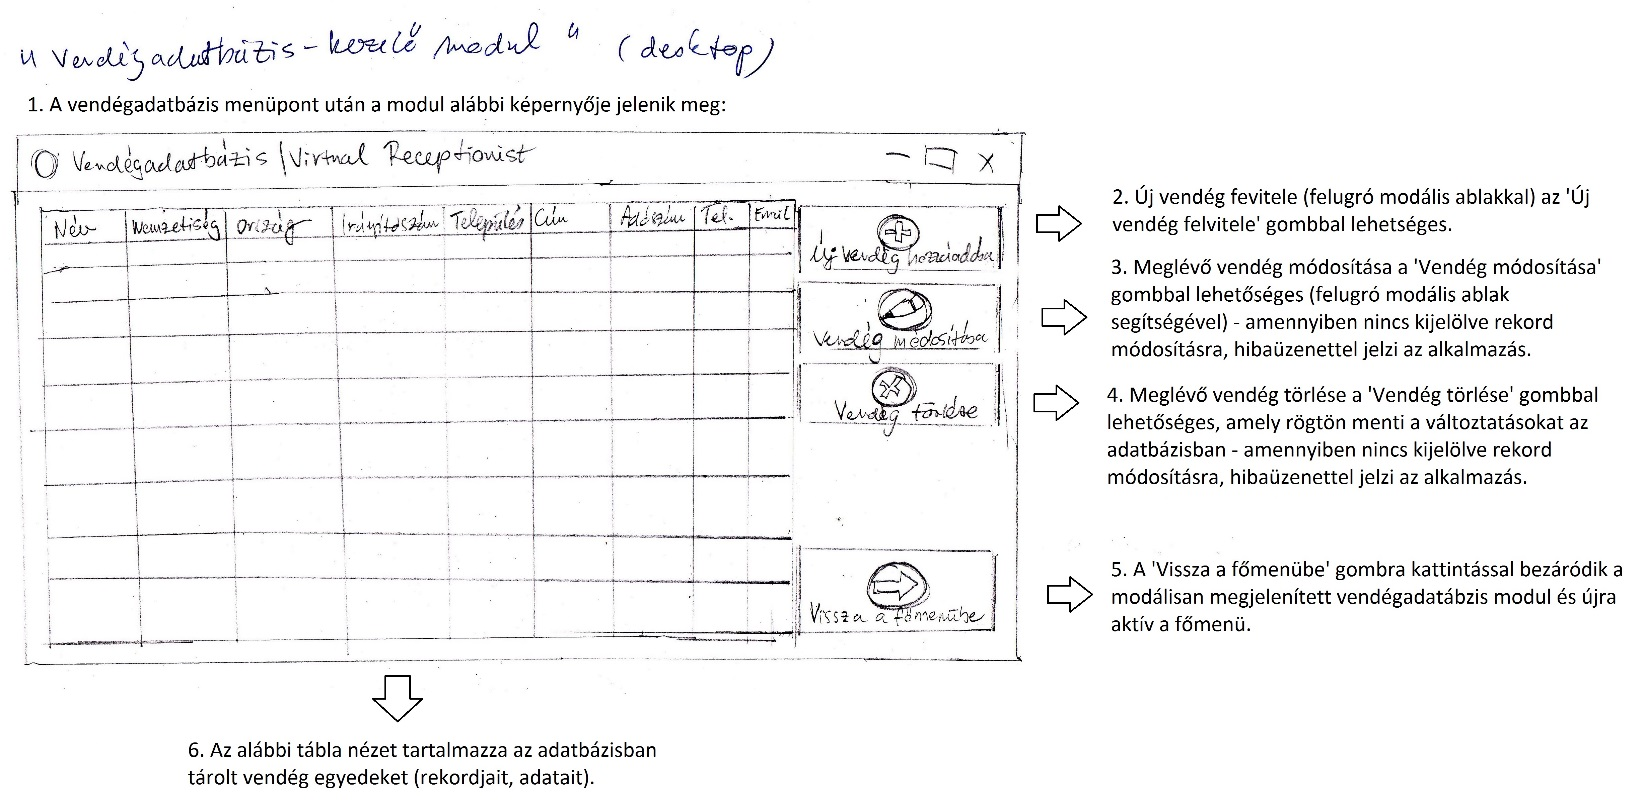 „Vendégadatbázis-kezelő modul" (desktop)
1. A vendégadatbázis menüpont után a modul alábbi képernyője jelenik meg:
Vendégadatbázis | Virtual Receptionist
Név Nemzetiség Ország Irányítószám Település Cím Adószám Tel. Email
Új vendég hozzáadása
Vendég módosítása
Vendég törlése
Vissza a főmenübe
2. Új vendég fevitele (felugró modális ablakkal) az 'Új
vendég felvitele' gombbal lehetséges.
3. Meglévő vendég módosítása a 'Vendég módosítása'
gombbal lehetőséges (felugró modális ablak
segítségével) - amennyiben nincs kijelölve rekord
módosításra, hibaüzenettel jelzi az alkalmazás.
4. Meglévő vendég törlése a 'Vendég törlése' gombbal
lehetőséges, amely rögtön menti a változtatásokat az
adatbázisban - amennyiben nincs kijelölve rekord
módosításra, hibaüzenettel jelzi az alkalmazás.
5. A 'Vissza a főmenübe' gombra kattintással bezáródik a
modálisan megjelenített vendégadatábzis modul és újra
aktív a főmenü.
6. Az alábbi tábla nézet tartalmazza az adatbázisban
tárolt vendég egyedeket (rekordjait, adatait).